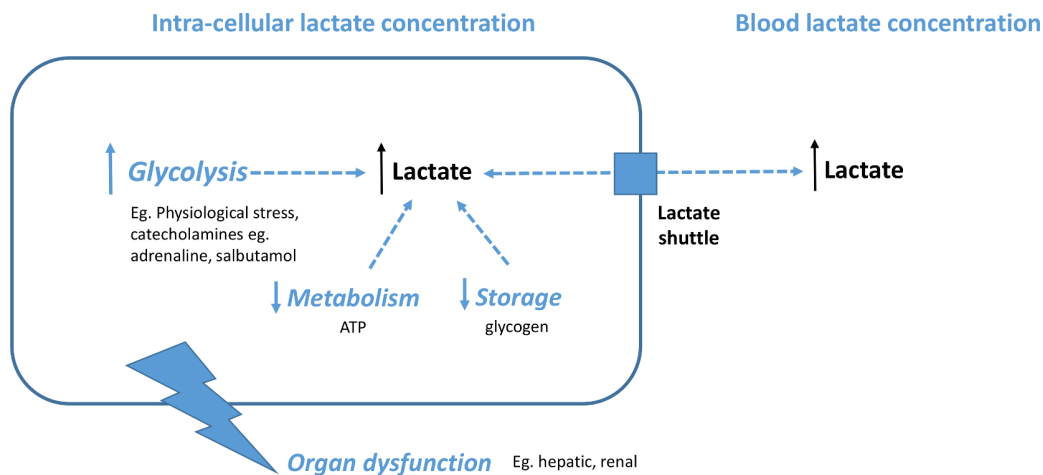 Intra-cellular lactate concentration
Blood lactate concentration
Glycolysis
Lactate
Lactate
Eg. Physiological stress,
catecholamines eg.
adrenaline, salbutamol
Lactate
shuttle
Metabolism
Storage
ATP
glycogen
Organ dysfunction
Eg. hepatic, renal